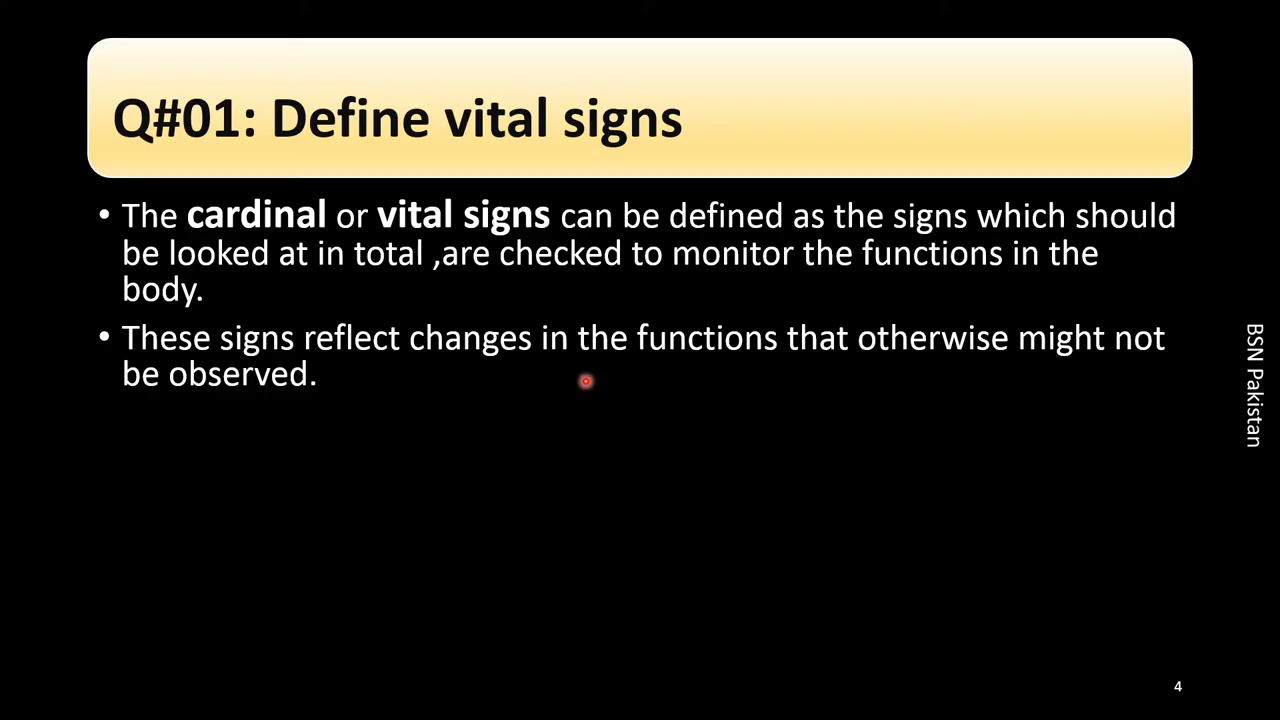 Q#01: Define vital signs
• The cardinal or vital signs can be defined as the signs which should
be looked at in total ,are checked to monitor the functions in the
body.
• These signs reflect changes in the functions that otherwise might not
be observed.
BSN Pakistan
4